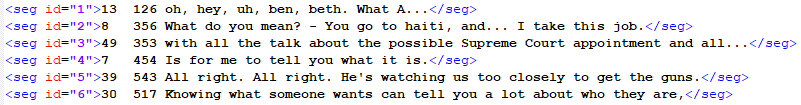 <seg id="1">13  126 oh, hey, uh, ben, beth. What A...</seg>
<seg id="2">8   356 What do you mean? - You go to haiti, and... I take this job.</seg>
<seg id="3">49  353 with all the talk about the possible Supreme Court appointment and all...</seg>
<seg id="4">7   454 Is for me to tell you what it is.</seg>
<seg id="5">39  543 All right. All right. He's watching us too closely to get the guns.</seg>
<seg id="6">30  517 Knowing what someone wants can tell you a lot about who they are,</seg>